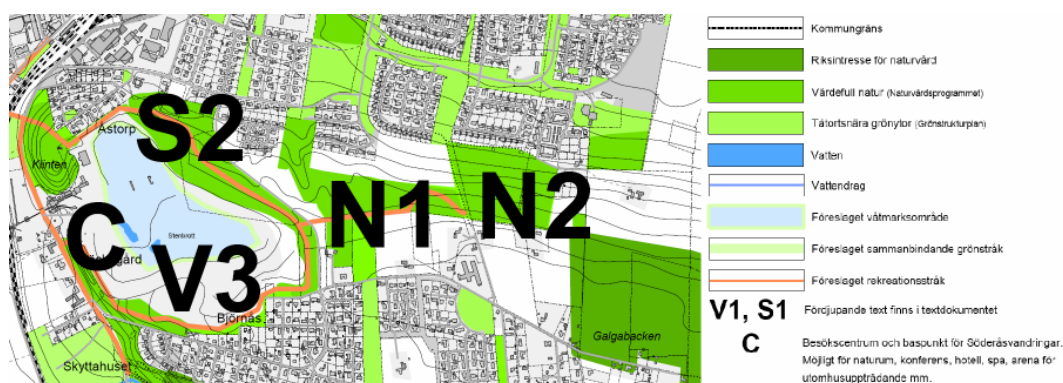 S2
Åstorp
Klinten
N1
N2
C
Stenbrott
V3
Björnås
Galgabacken
Skyttahuset
Kommungräns
Riksintresse för naturvård
Värdefull natur (Naturvårdsprogrammet)
Tätortsnära grönytor (Grönstrukturplan)
Vatten
Vattendrag
Föreslaget våtmarksområde
Föreslaget sammanbindande grönstråk
Föreslaget rekreationsstråk
V1, S1 Fördjupande text finns i textdokumentet
C Besökscentrum och baspunkt för Söderåsvandringar.
Möjligt för naturum, konferens, hotell, spa, arena för
utomhusuppträdande mm.